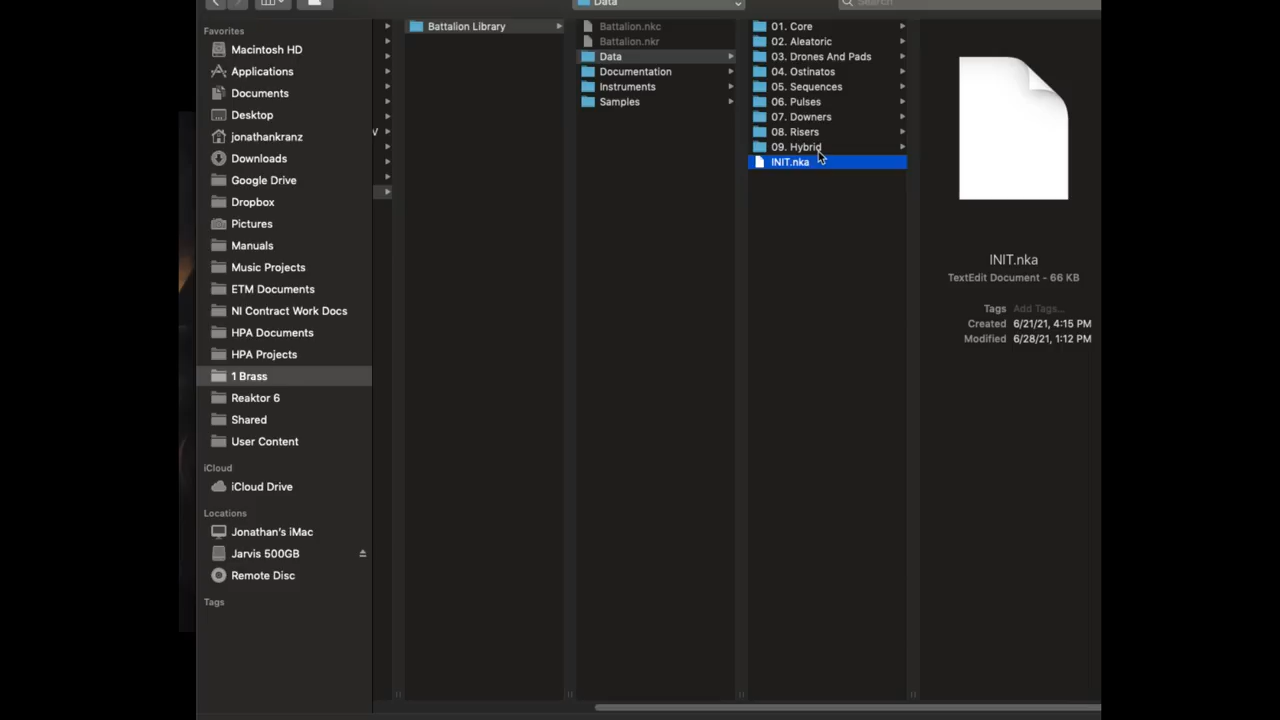 Data
Search
Favorites
Macintosh HD
Applications
Documents
Desktop
jonathankranz
Downloads
Google Drive
Dropbox
Pictures
Manuals
Music Projects
ETM Documents
NI Contract Work Docs
HPA Documents
HPA Projects
1 Brass
Reaktor 6
Shared
User Content
iCloud
iCloud Drive
Locations
Jonathan's iMac
Jarvis 500GB
Remote Disc
Tags
V
Battalion Library
Battalion.nkc
Battalion.nkr
Data
Documentation
Instruments
Samples
01. Core
02. Aleatoric
03. Drones And Pads
04. Ostinatos
05. Sequences
06. Pulses
07. Downers
08. Risers
09. Hybrid
INIT.nka
INIT.nka
TextEdit Document - 66 KB
Tags Add Tags...
Created 6/21/21, 4:15 PM
Modified 6/28/21, 1:12 PM